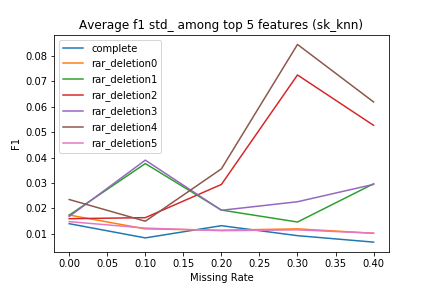 Average f1 std_ among top 5 features (sk_knn)
complete
rar_deletion0
rar_deletion1
rar_deletion2
rar_deletion3
rar_deletion4
rar_deletion5
F1
0.08
0.07
0.06
0.05
0.04
0.03
0.02
0.01
0.00 0.05 0.10 0.15 0.20 0.25 0.30 0.35 0.40
Missing Rate